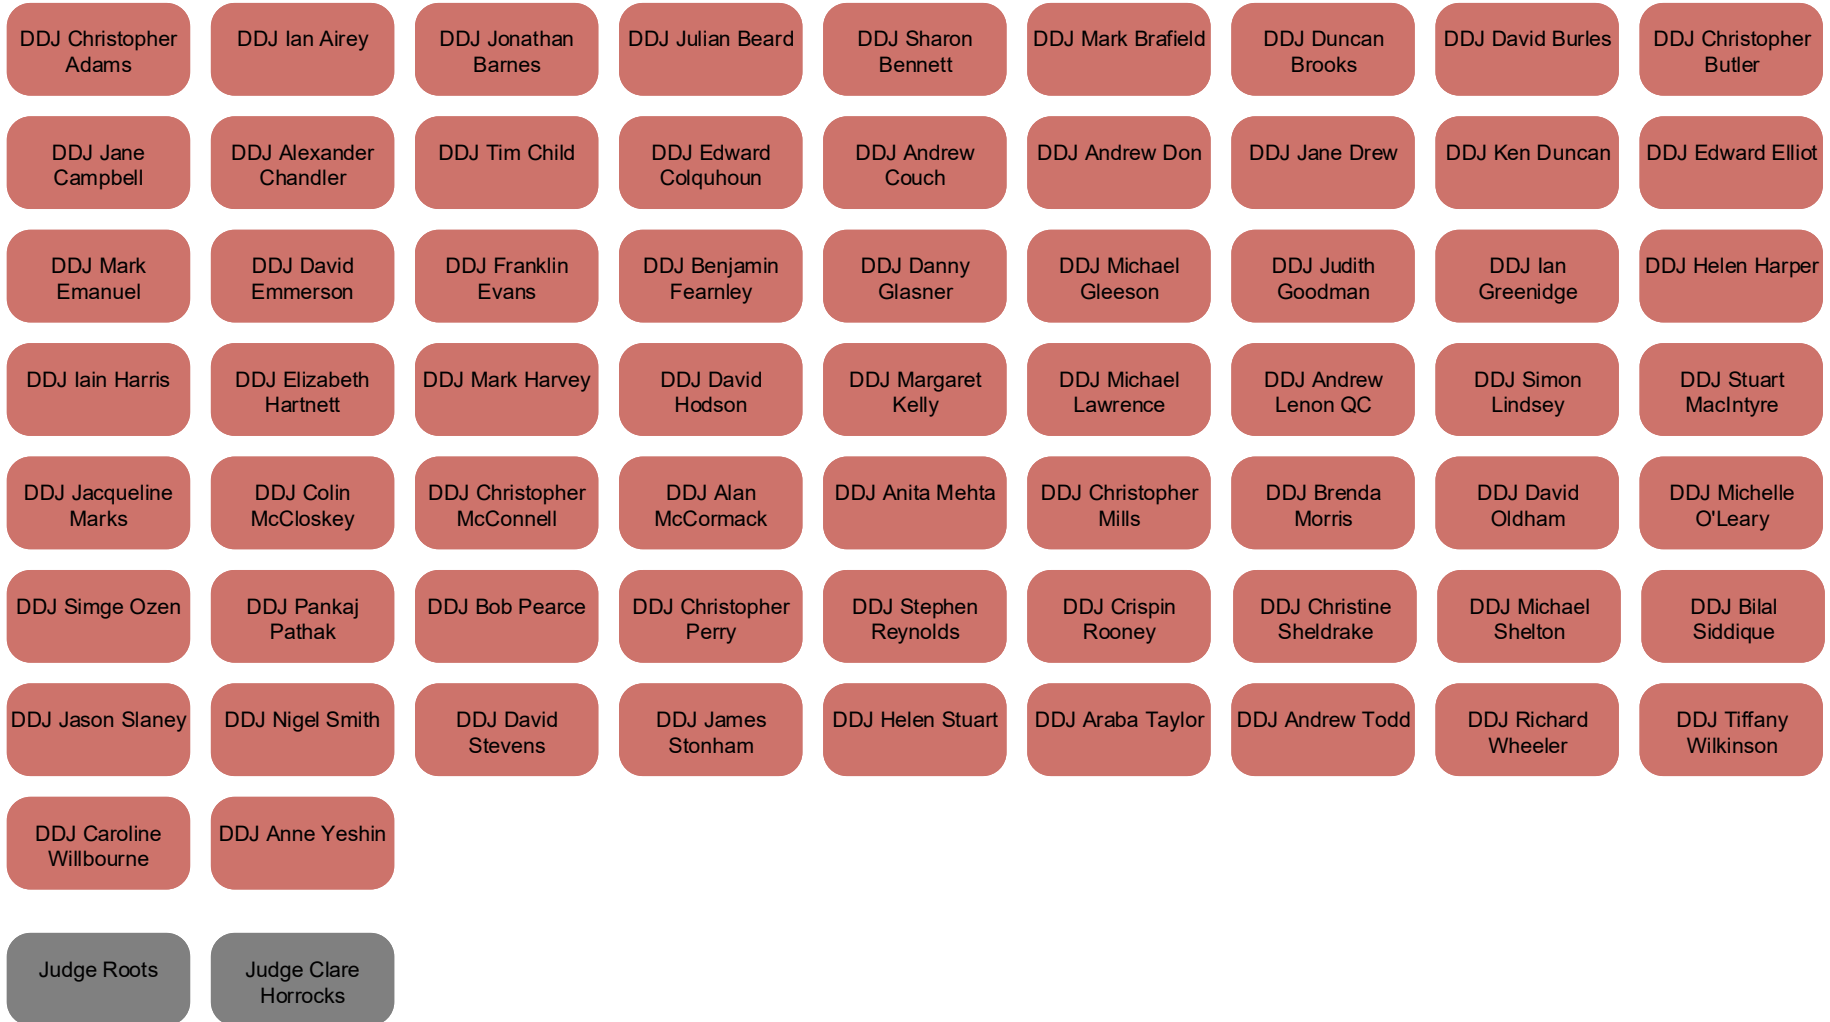 DDJ Christopher
Adams
DDJ Ian Airey
DDJ Jonathan
Barnes
DDJ Julian Beard
DDJ Sharon
Bennett
DDJ Mark Brafield
DDJ Duncan
Brooks
DDJ David Burles
DDJ Christopher
Butler
DDJ Jane
Campbell
DDJ Alexander
Chandler
DDJ Tim Child
DDJ Edward
Colquhoun
DDJ Andrew
Couch
DDJ Andrew Don
DDJ Jane Drew
DDJ Ken Duncan
DDJ Edward Elliot
DDJ Mark
Emanuel
DDJ David
Emmerson
DDJ Franklin
Evans
DDJ Benjamin
Fearnley
DDJ Danny
Glasner
DDJ Michael
Gleeson
DDJ Judith
Goodman
DDJ Ian
Greenidge
DDJ Helen Harper
DDJ Iain Harris
DDJ Elizabeth
Hartnett
DDJ Mark Harvey
DDJ David
Hodson
DDJ Margaret
Kelly
DDJ Michael
Lawrence
DDJ Andrew
Lenon QC
DDJ Simon
Lindsey
DDJ Stuart
MacIntyre
DDJ Jacqueline
Marks
DDJ Colin
McCloskey
DDJ Christopher
McConnell
DDJ Alan
McCormack
DDJ Anita Mehta
DDJ Christopher
Mills
DDJ Brenda
Morris
DDJ David
Oldham
DDJ Michelle
O'Leary
DDJ Simge Ozen
DDJ Pankaj
Pathak
DDJ Bob Pearce
DDJ Christopher
Perry
DDJ Stephen
Reynolds
DDJ Crispin
Rooney
DDJ Christine
Sheldrake
DDJ Michael
Shelton
DDJ Bilal
Siddique
DDJ Jason Slaney
DDJ Nigel Smith
DDJ David
Stevens
DDJ James
Stonham
DDJ Helen Stuart
DDJ Araba Taylor
DDJ Andrew Todd
DDJ Richard
Wheeler
DDJ Tiffany
Wilkinson
DDJ Caroline
Willbourne
DDJ Anne Yeshin
Judge Roots
Judge Clare
Horrocks